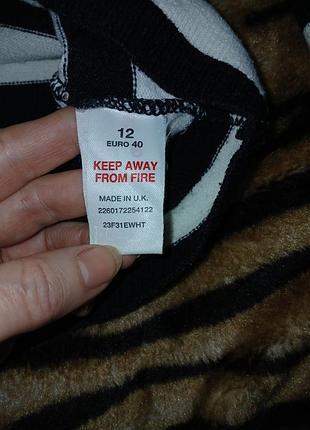 12
EURO 40
KEEP AWAY
FROM FIRE
MADE IN U.K.
2260172254122
23F31EWHT